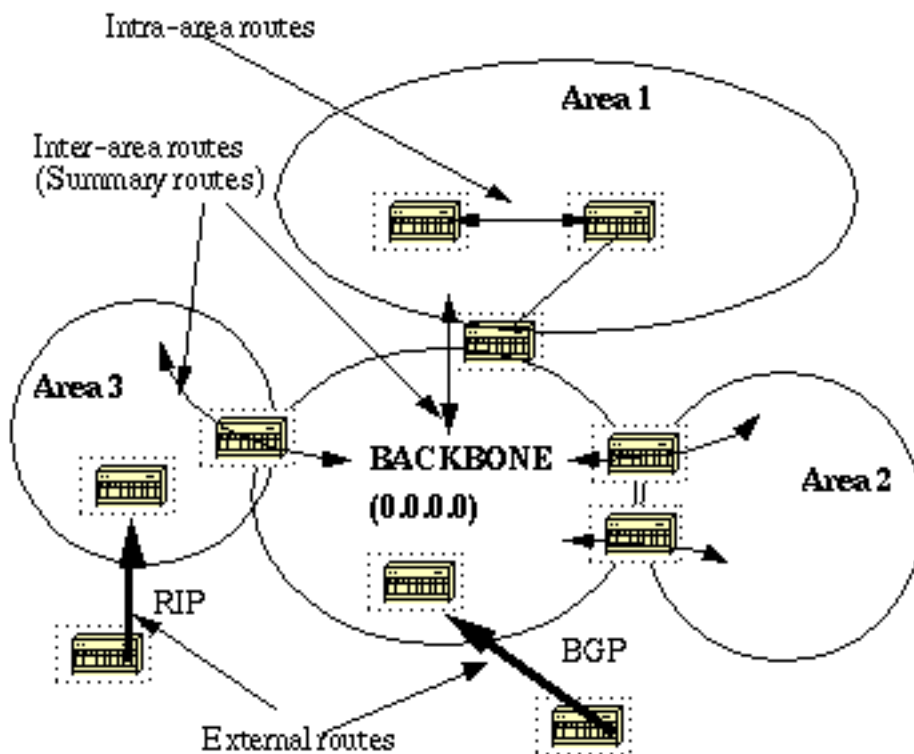 Intra-area routes
Area 1
Inter-area routes
(Summary routes)
Area 3
BACKBONE
(0.0.0.0)
Area 2
RIP
BGP
External routes